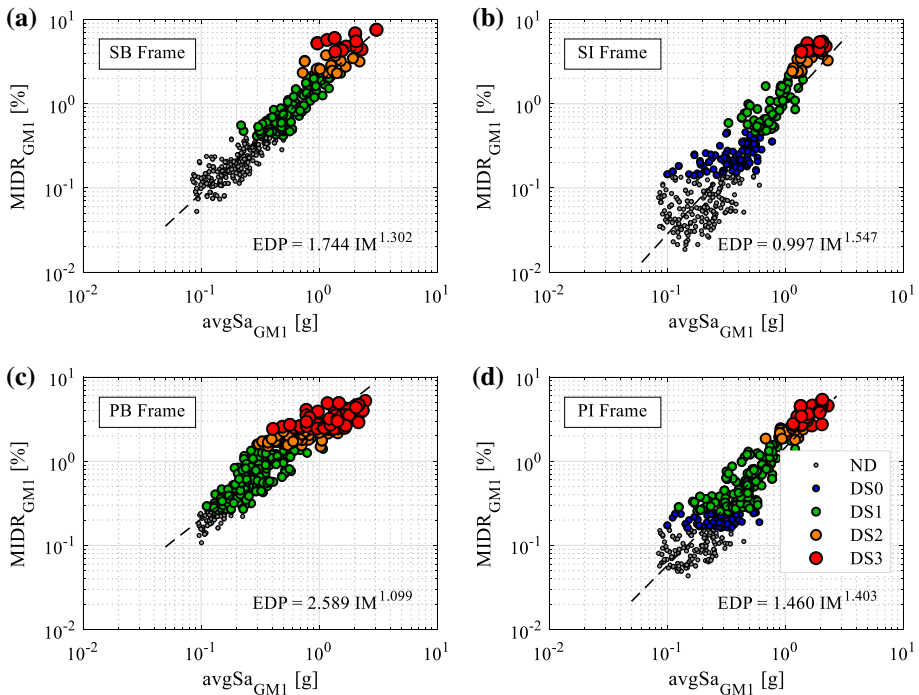 (a)
SB Frame
MIDR_GM1 [%]
10^1
10^0
10^-1
10^-2
EDP = 1.744 IM^1.302
10^-2 10^-1 10^0 10^1
avgSa_GM1 [g]
(b)
SI Frame
MIDR_GM1 [%]
10^1
10^0
10^-1
10^-2
EDP = 0.997 IM^1.547
10^-2 10^-1 10^0 10^1
avgSa_GM1 [g]
(c)
PB Frame
MIDR_GM1 [%]
10^1
10^0
10^-1
10^-2
EDP = 2.589 IM^1.099
10^-2 10^-1 10^0 10^1
avgSa_GM1 [g]
(d)
PI Frame
MIDR_GM1 [%]
10^1
10^0
10^-1
10^-2
ND
DS0
DS1
DS2
DS3
EDP = 1.460 IM^1.403
10^-2 10^-1 10^0 10^1
avgSa_GM1 [g]